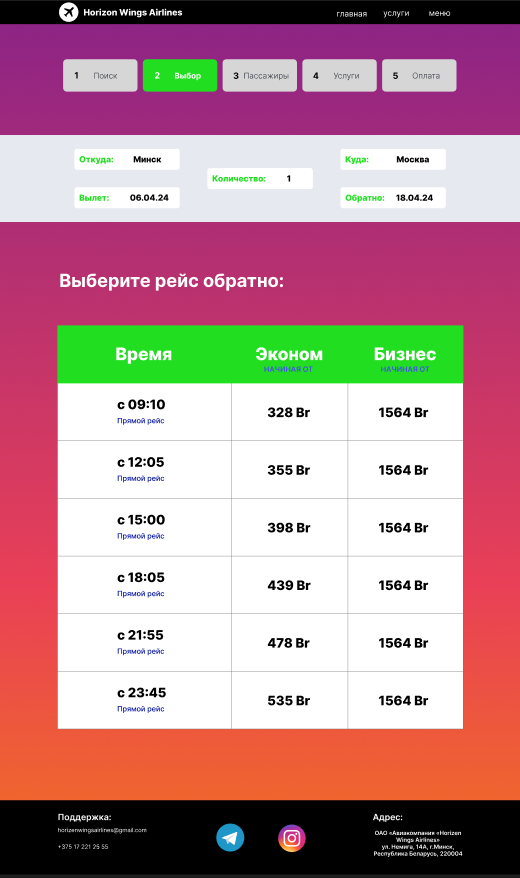 Horizon Wings Airlines
главная услуги меню
1 Поиск
2 Выбор
3 Пассажиры
4 Услуги
5 Оплата
Откуда: Минск
Куда: Москва
Количество: 1
Вылет: 06.04.24
Обратно: 18.04.24
Выберите рейс обратно:
Время Эконом Бизнес
НАЧИНАЯ ОТ НАЧИНАЯ ОТ
с 09:10
Прямой рейс
328 Br 1564 Br
с 12:05
Прямой рейс
355 Br 1564 Br
с 15:00
Прямой рейс
398 Br 1564 Br
с 18:05
Прямой рейс
439 Br 1564 Br
с 21:55
Прямой рейс
478 Br 1564 Br
с 23:45
Прямой рейс
535 Br 1564 Br
Поддержка:
horizenwingsairlines@gmail.com
+375 17 221 25 55
Адрес:
ОАО «Авиакомпания «Horizen
Wings Airlines»
ул. Немига, 14А, г.Минск,
Республика Беларусь, 220004